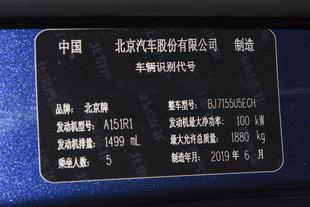 中国 北京汽车股份有限公司 制造
车辆识别代号
品牌: 北京牌 整车型号: BJ7155U5ECH
发动机型号: A151R1 发动机最大净功率: 100 kW
发动机排量: 1499 mL 最大允许总质量: 1880 kg
乘坐人数: 5 制造年月: 2019 年 6 月